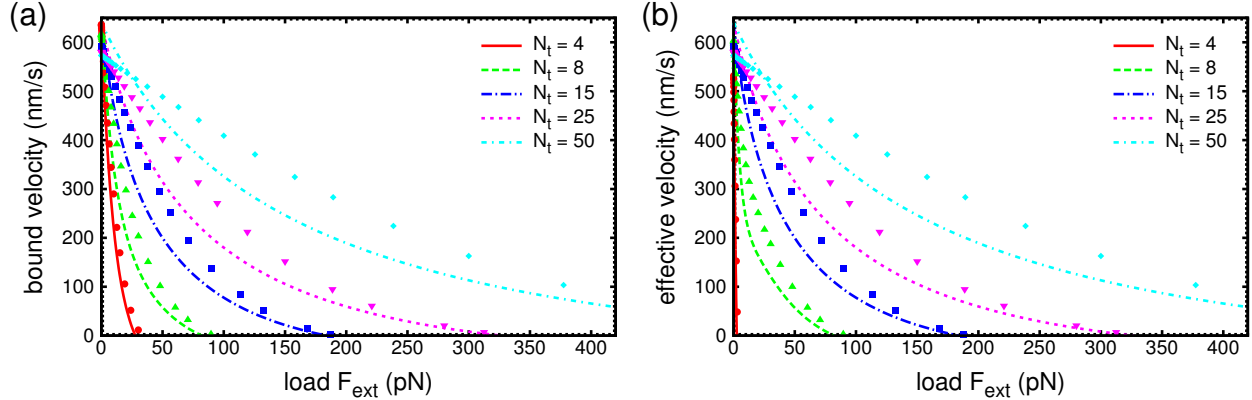 (a)
bound velocity (nm/s)
600
500
400
300
200
100
0
0 50 100 150 200 250 300 350 400
load F_ext (pN)
N_t = 4
N_t = 8
N_t = 15
N_t = 25
N_t = 50
(b)
effective velocity (nm/s)
600
500
400
300
200
100
0
0 50 100 150 200 250 300 350 400
load F_ext (pN)
N_t = 4
N_t = 8
N_t = 15
N_t = 25
N_t = 50